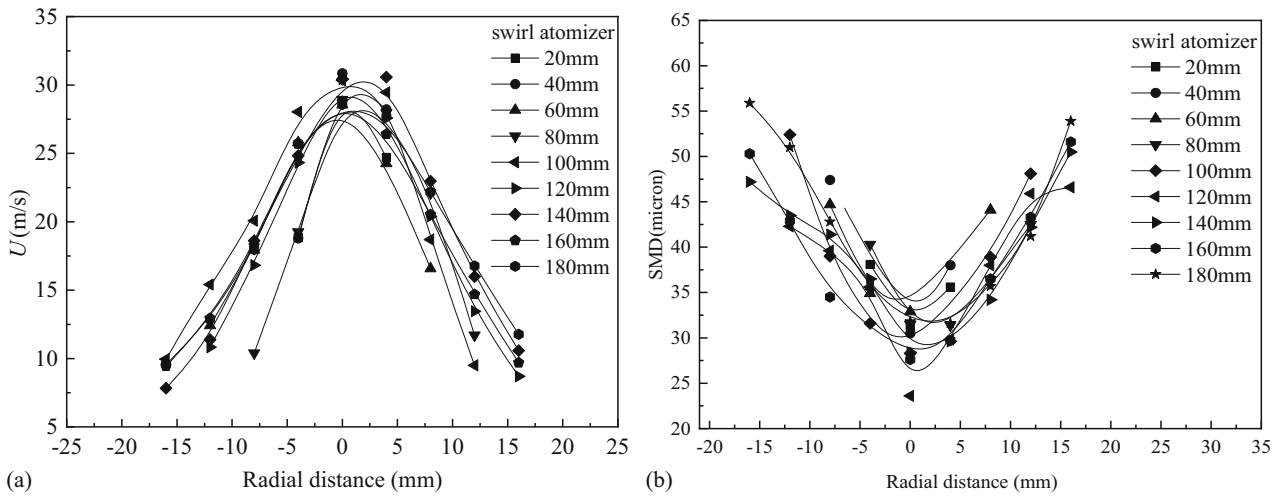 35
30
25
20
15
10
5
U(m/s)
-25 -20 -15 -10 -5 0 5 10 15 20 25
Radial distance (mm)
(a)
swirl atomizer
20mm
40mm
60mm
80mm
100mm
120mm
140mm
160mm
180mm
65
60
55
50
45
40
35
30
25
20
SMD(micron)
-20 -15 -10 -5 0 5 10 15 20 25 30 35
Radial distance (mm)
(b)
swirl atomizer
20mm
40mm
60mm
80mm
100mm
120mm
140mm
160mm
180mm